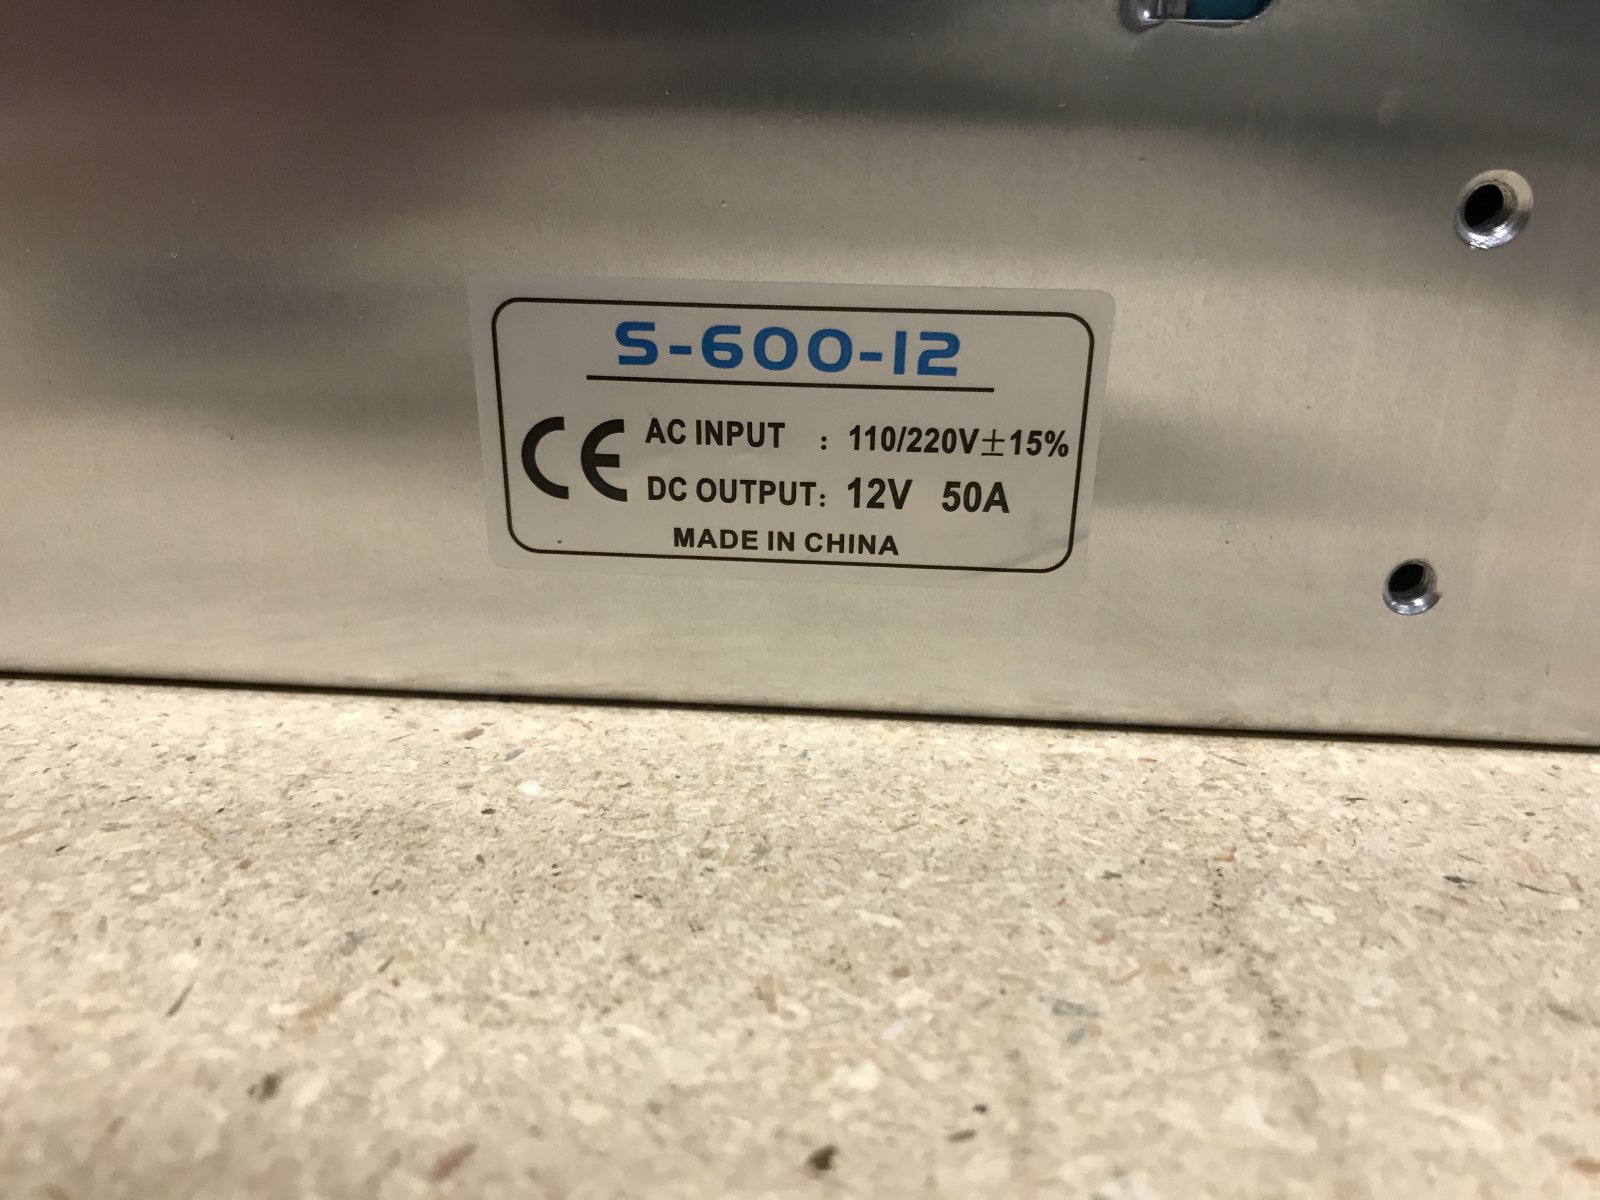 S-600-12
CE
AC INPUT : 110/220V±15%
DC OUTPUT: 12V 50A
MADE IN CHINA